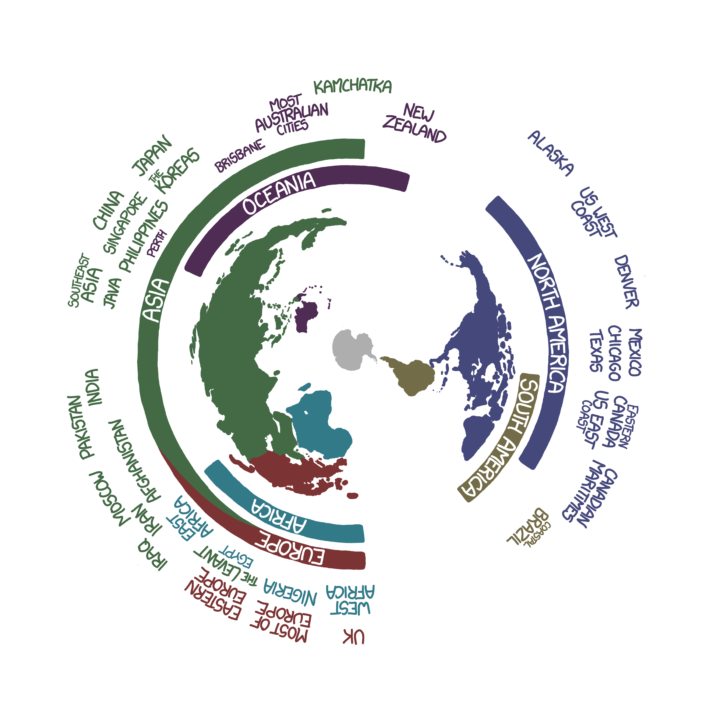 KAMCHATKA
MOST
AUSTRALIAN
CITIES
NEW
ZEALAND
BRISBANE
JAPAN
THE
KOREAS
CHINA
SINGAPORE
PHILIPPINES
PERTH
SOUTHEAST
ASIA
JAVA
ALASKA
US WEST
COAST
DENVER
MEXICO
CHICAGO
TEXAS
EASTERN
CANADA
US EAST
COAST
CANADIAN
MARITIMES
COASTAL
BRAZIL
OCEANIA
ASIA
NORTH AMERICA
SOUTH AMERICA
AFRICA
EUROPE
INDIA
PAKISTAN
AFGHANISTAN
MOSCOW
IRAN
IRAQ
EAST
AFRICA
EGYPT
THE LEVANT
EASTERN
EUROPE
NIGERIA
MOST OF
EUROPE
WEST
AFRICA
UK